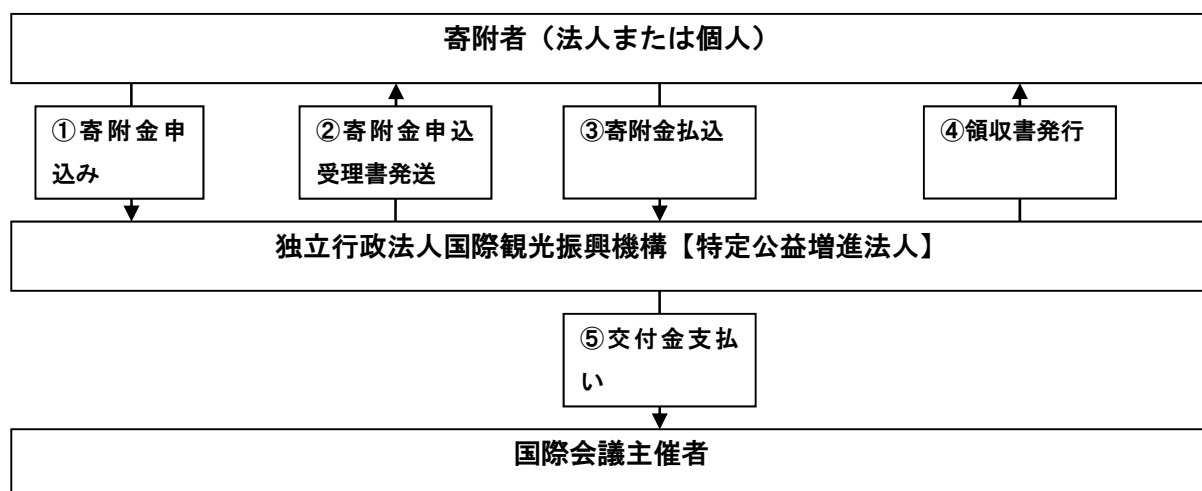 寄附者（法人または個人）
①寄附金申
込み
②寄附金申込
受理書発送
③寄附金払込
④領収書発行
独立行政法人国際観光振興機構【特定公益増進法人】
⑤交付金支払
い
国際会議主催者